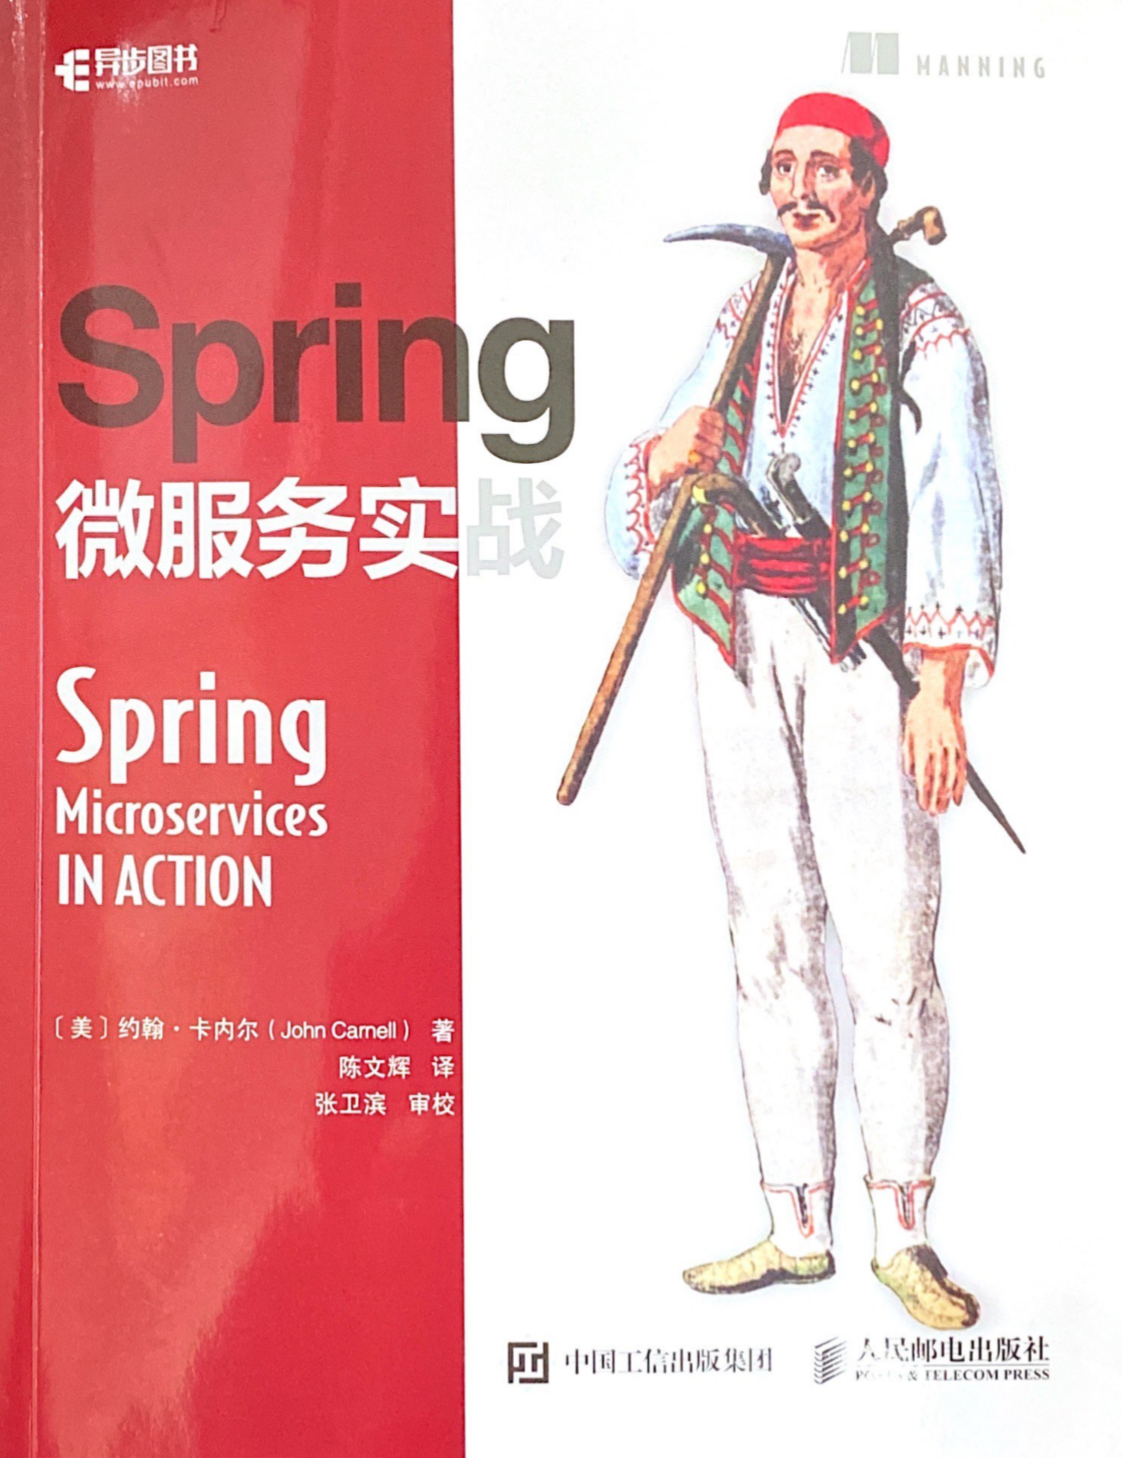 异步图书
www.epubit.com
MANNING
Spring
微服务实战
Spring
Microservices
IN ACTION
〔美〕约翰·卡内尔（John Carnell） 著
陈文辉 译
张卫滨 审校
中国工信出版集团
人民邮电出版社
POSTS & TELECOM PRESS